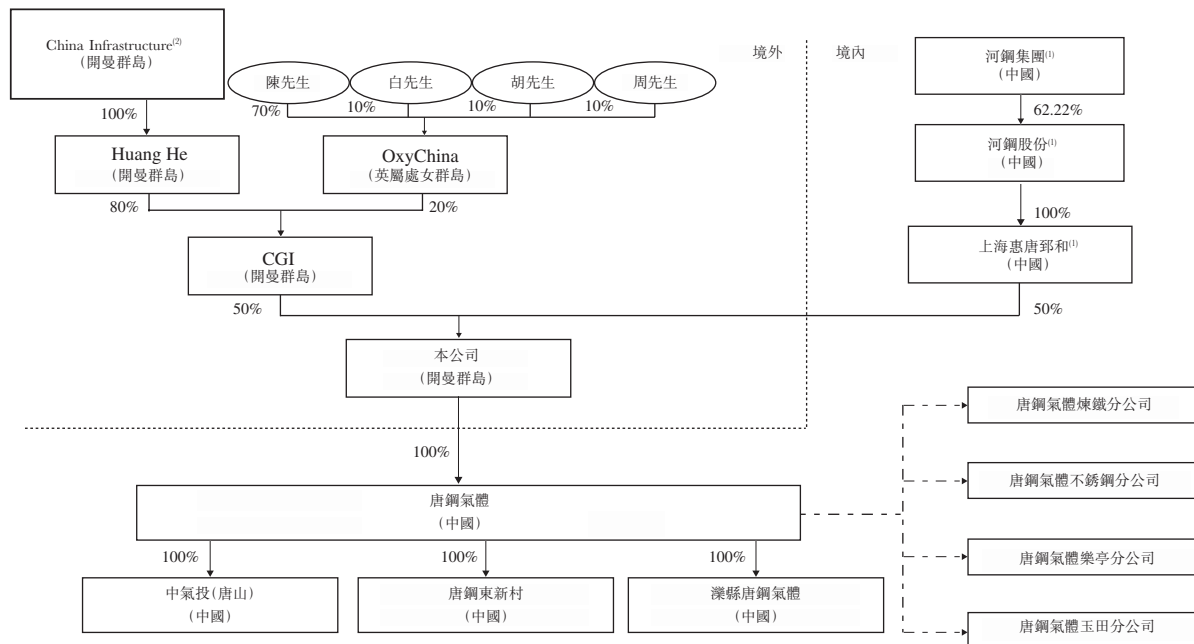 China Infrastructure(2)
(開曼群島)
境外
境內
河鋼集團(1)
(中國)
陳先生
白先生
胡先生
周先生
70%
10%
10%
10%
100%
62.22%
Huang He
(開曼群島)
OxyChina
(英屬處女群島)
河鋼股份(1)
(中國)
80%
20%
100%
CGI
(開曼群島)
上海惠唐郅和(1)
(中國)
50%
50%
本公司
(開曼群島)
100%
唐鋼氣體
(中國)
唐鋼氣體煉鐵分公司
唐鋼氣體不銹鋼分公司
唐鋼氣體樂亭分公司
唐鋼氣體玉田分公司
100%
100%
100%
中氣投(唐山)
(中國)
唐鋼東新村
(中國)
灤縣唐鋼氣體
(中國)